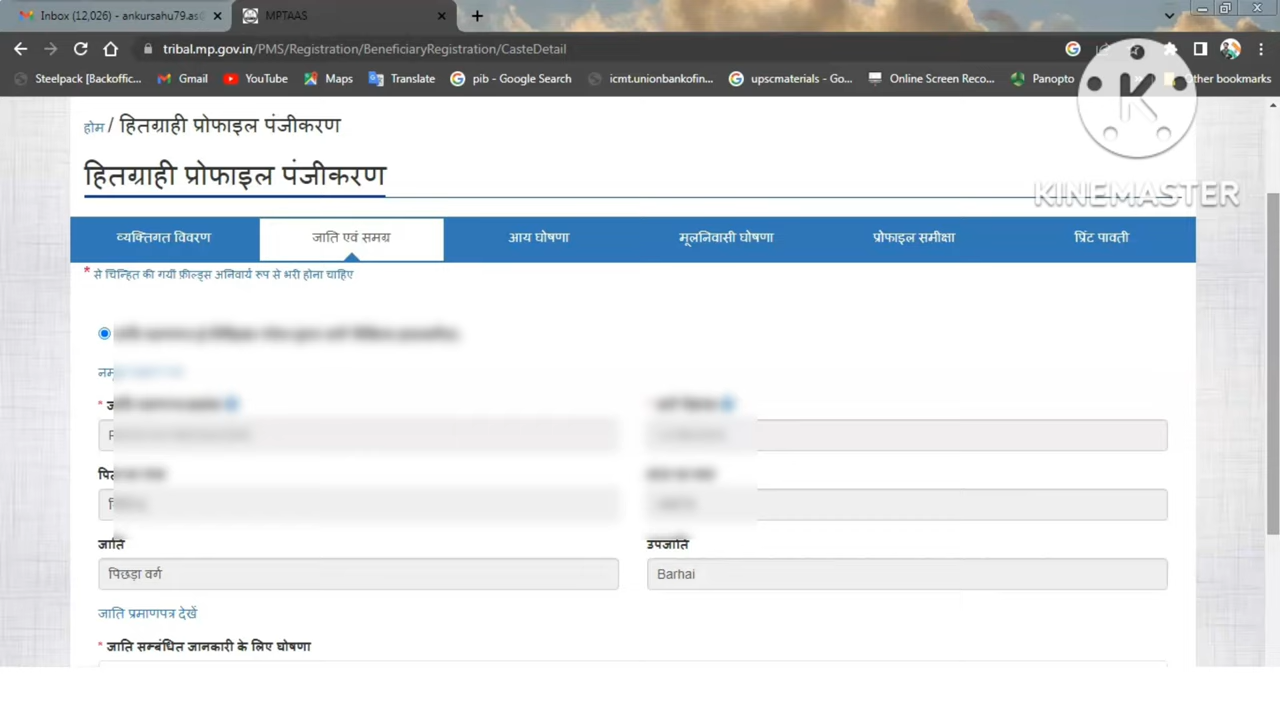 Inbox (12,026) - ankursahu79.as
MPTAAS
tribal.mp.gov.in/PMS/Registration/BeneficiaryRegistration/CasteDetail
Steelpack [Backoffic... Gmail YouTube Maps Translate pib - Google Search icmt.unionbankofin... upscmaterials - Go... Online Screen Reco... Panopto Other bookmarks
K
KINEMASTER
होम / हितग्राही प्रोफाइल पंजीकरण
हितग्राही प्रोफाइल पंजीकरण
व्यक्तिगत विवरण जाति एवं समग्र आय घोषणा मूलनिवासी घोषणा प्रोफाइल समीक्षा प्रिंट पावती
* से चिन्हित की गयी फ़ील्ड्स अनिवार्य रूप से भरी होना चाहिए
जाति उपजाति
पिछड़ा वर्ग Barhai
जाति प्रमाणपत्र देखें
* जाति सम्बंधित जानकारी के लिए घोषणा